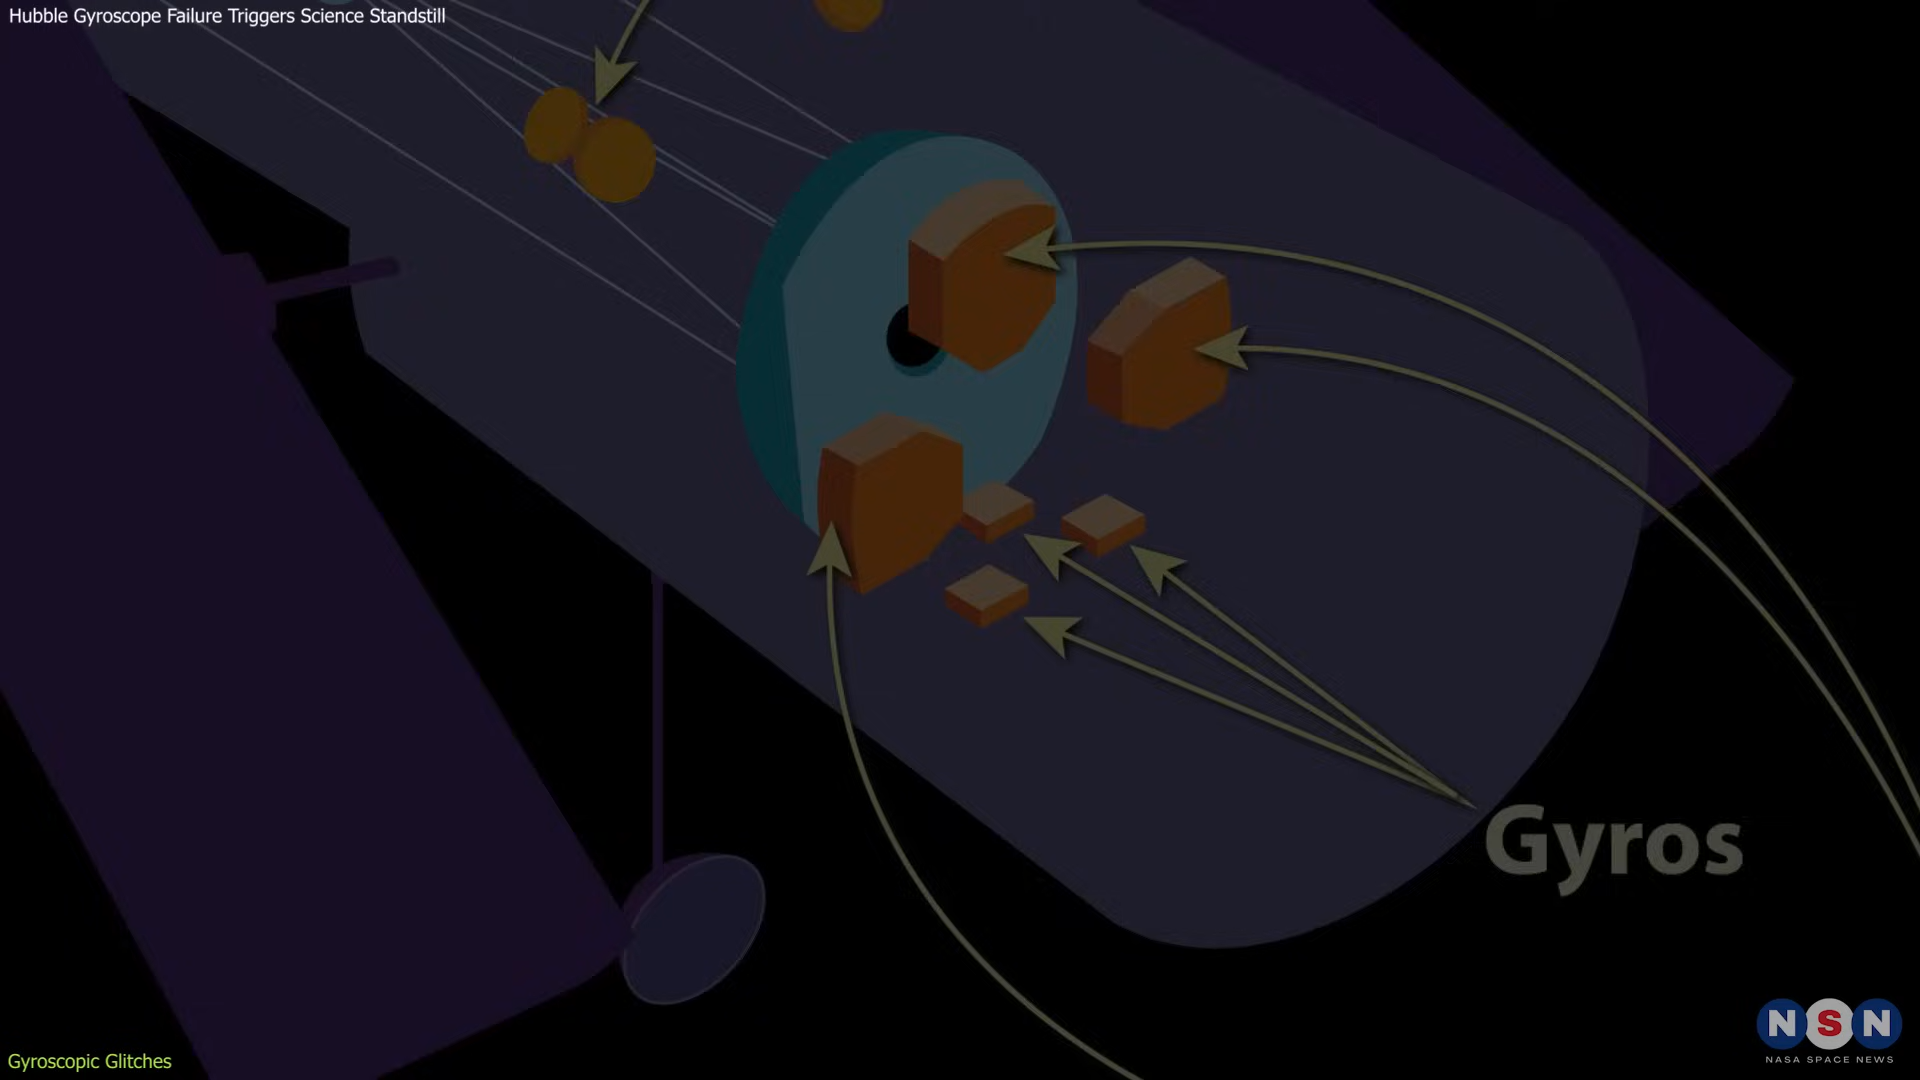 Hubble Gyroscope Failure Triggers Science Standstill
Gyros
Gyroscopic Glitches
NSN
NASA SPACE NEWS